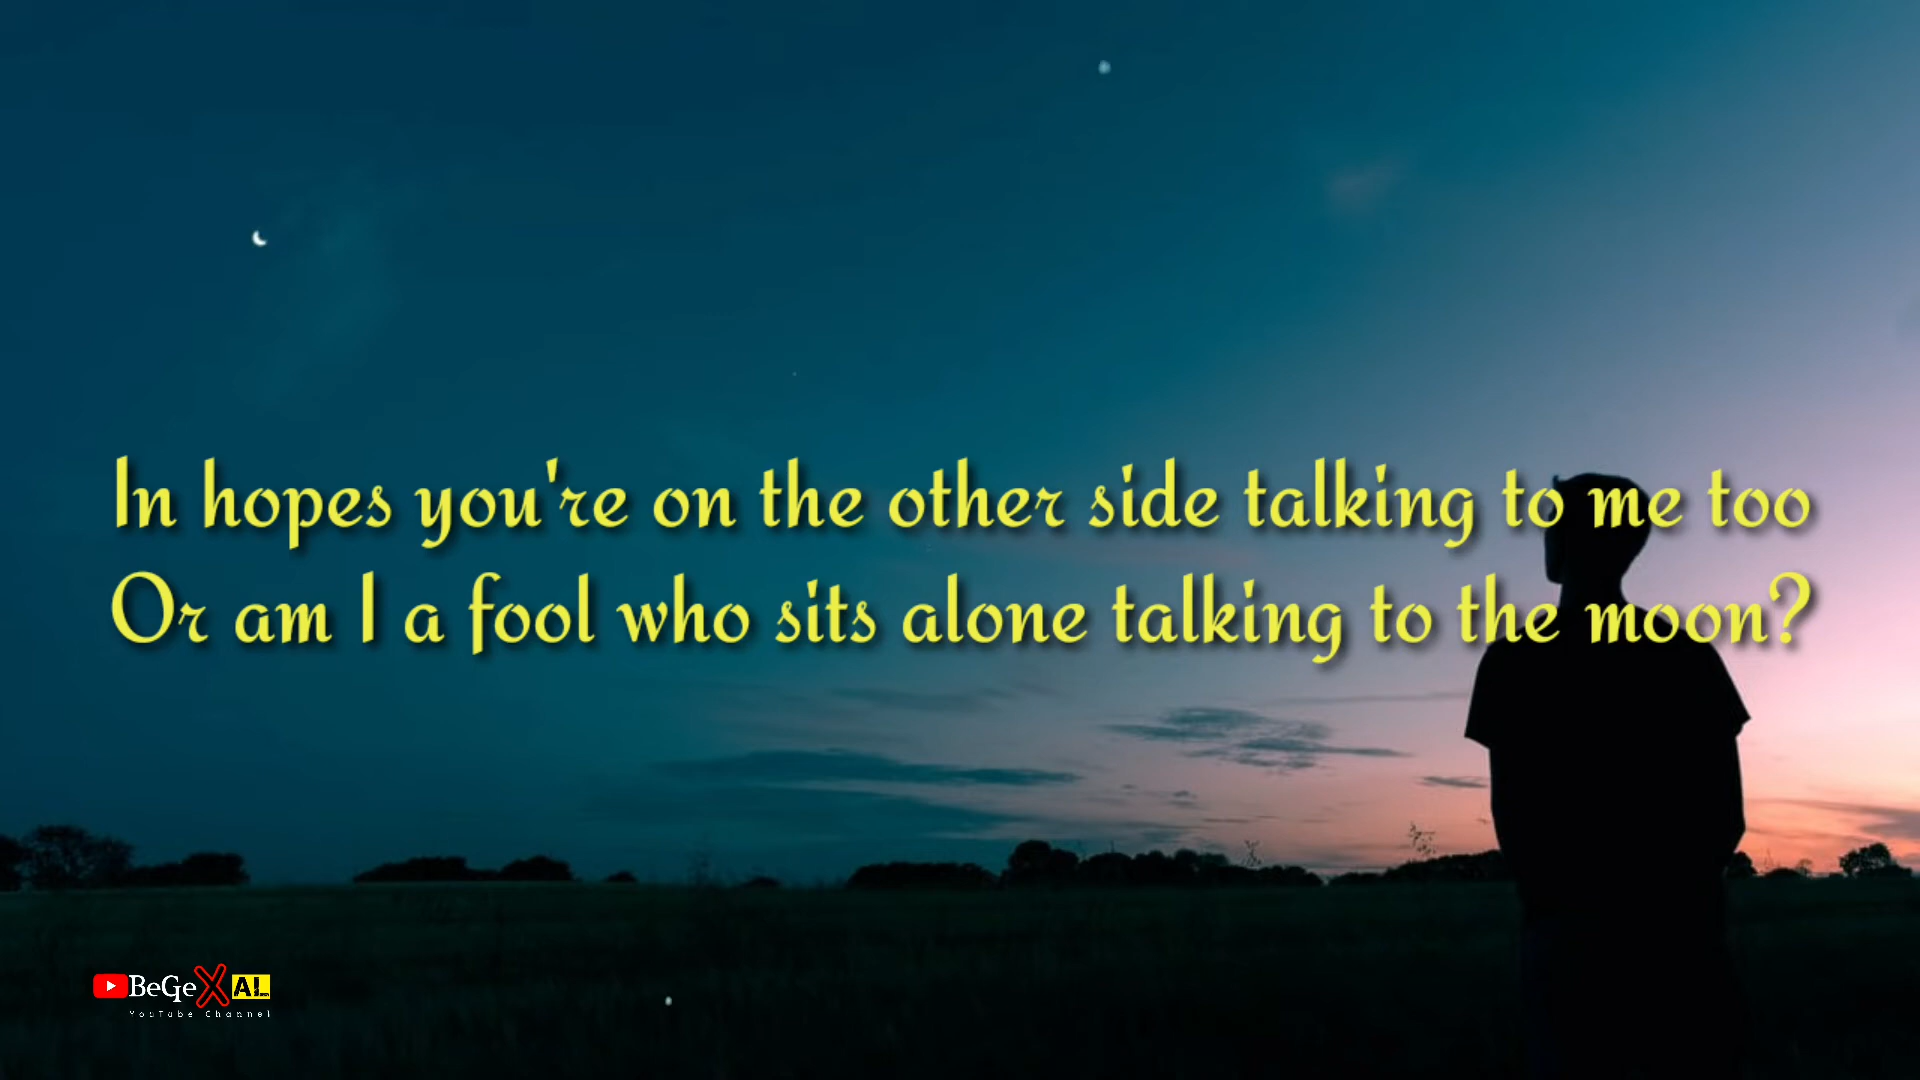 In hopes you're on the other side talking to me too
Or am I a fool who sits alone talking to the moon?
BeGeXAL
YouTube Channel